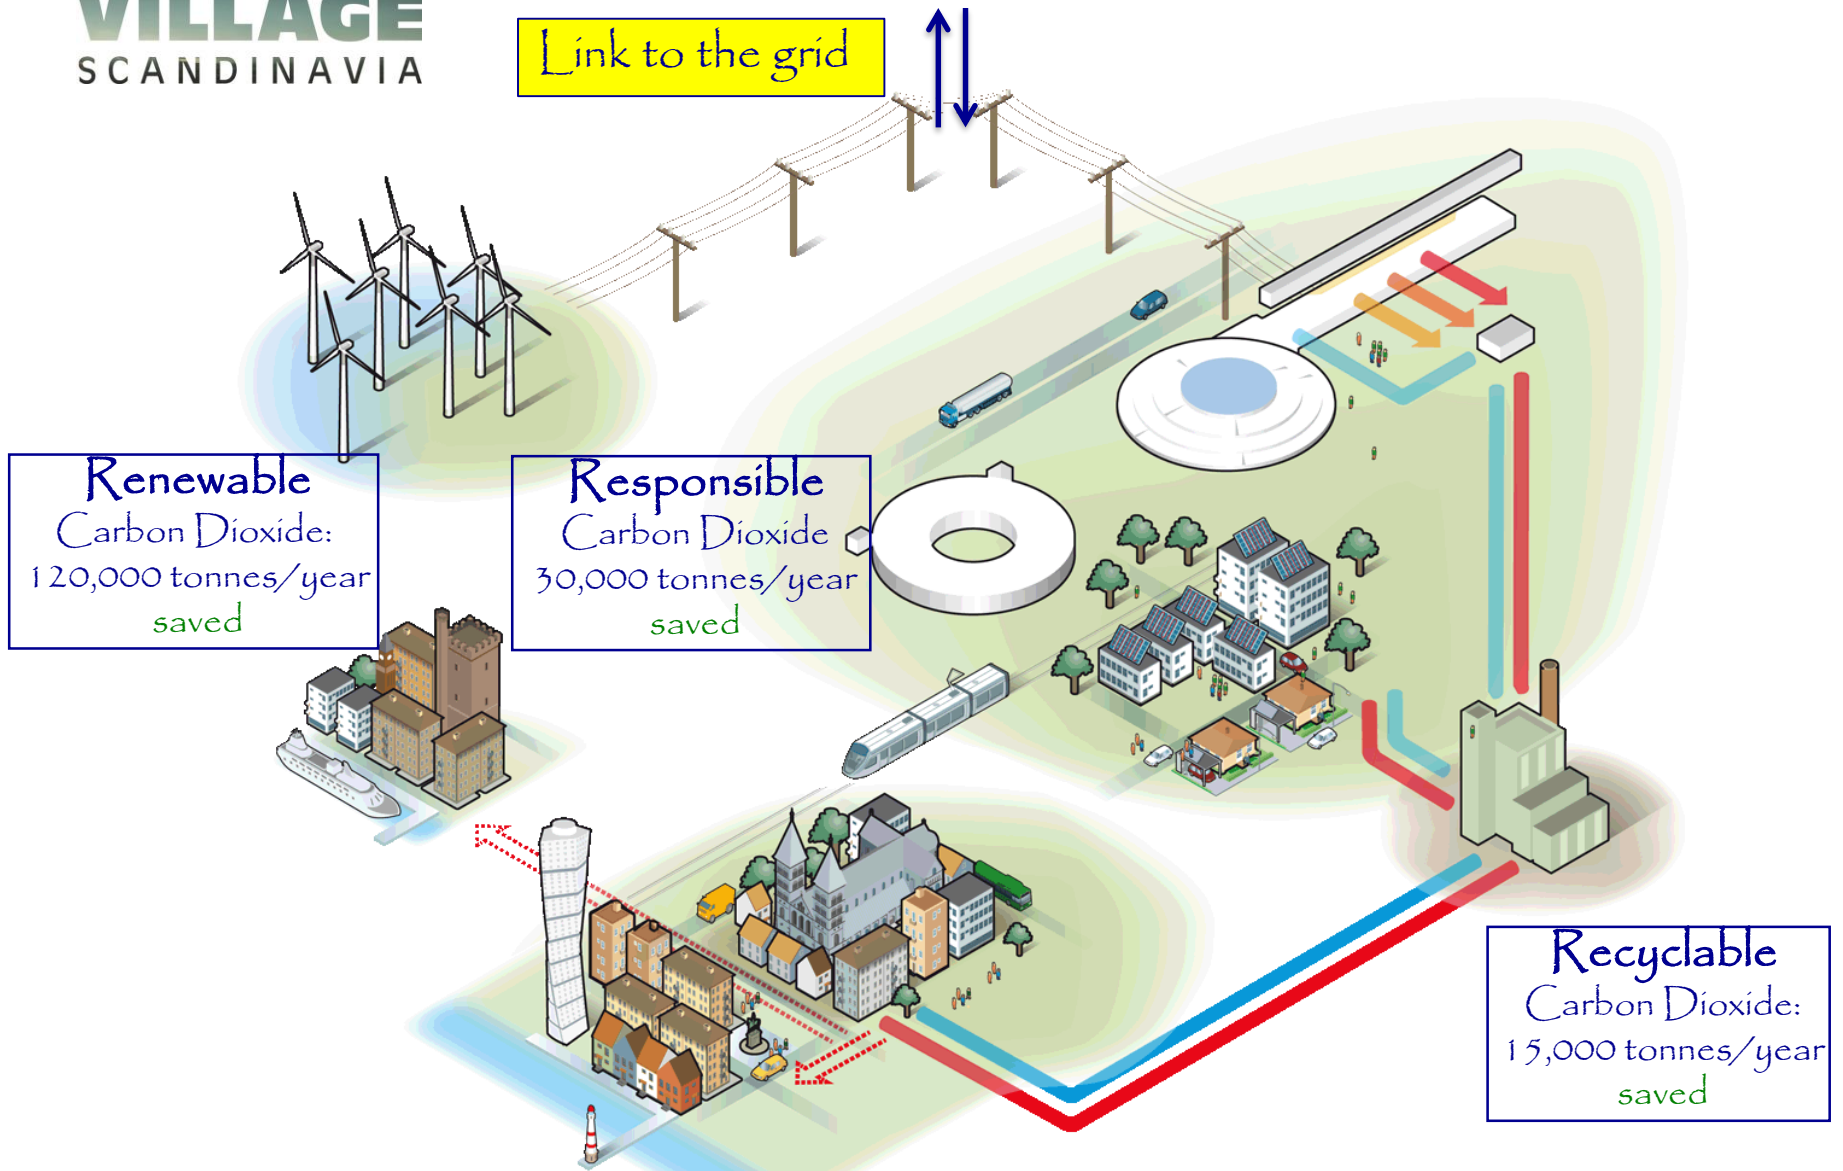 VILLAGE
SCANDINAVIA
Link to the grid
Renewable
Carbon Dioxide:
120,000 tonnes/year
saved
Responsible
Carbon Dioxide
30,000 tonnes/year
saved
Recyclable
Carbon Dioxide:
15,000 tonnes/year
saved